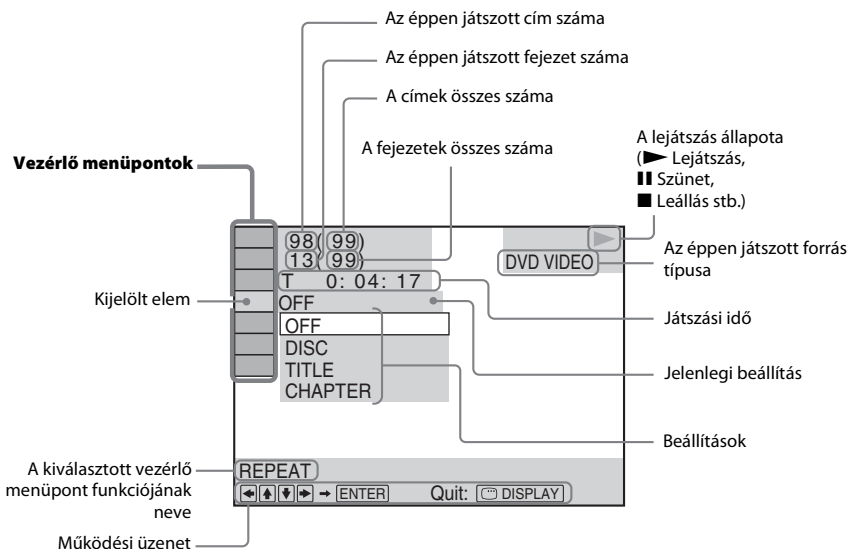 Az éppen játszott cím száma
Az éppen játszott fejezet száma
A címek összes száma
A fejezetek összes száma
A lejátszás állapota
(► Lejátszás,
❚❚ Szünet,
■ Leállás stb.)
Vezérlő menüpontok
98(99)
13(99)
DVD VIDEO
Az éppen játszott forrás
típusa
T 0: 04: 17
Játszási idő
Kijelölt elem
OFF
OFF
DISC
TITLE
CHAPTER
Jelenlegi beállítás
Beállítások
A kiválasztott vezérlő
menüpont funkciójának
neve
REPEAT
← ↑ ↓ → → ENTER Quit: DISPLAY
Működési üzenet